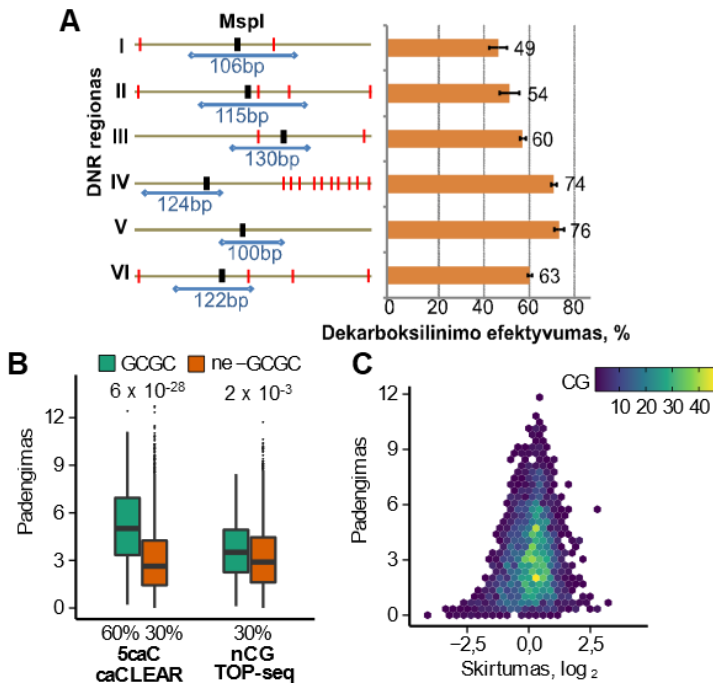 A
MspI
DNR regionas
I
106bp
49
II
115bp
54
III
130bp
60
IV
124bp
74
V
100bp
76
VI
122bp
63
0 20 40 60 80
Dekarboksilinimo efektyvumas, %
B
GCGC ne-GCGC
6 x 10-28 2 x 10-3
Padengimas
12
9
6
3
0
60% 30% 30%
5caC nCG
caCLEAR TOP-seq
C
CG
10 20 30 40
Padengimas
12
9
6
3
0
−2,5 0,0 2,5
Skirtumas, log 2